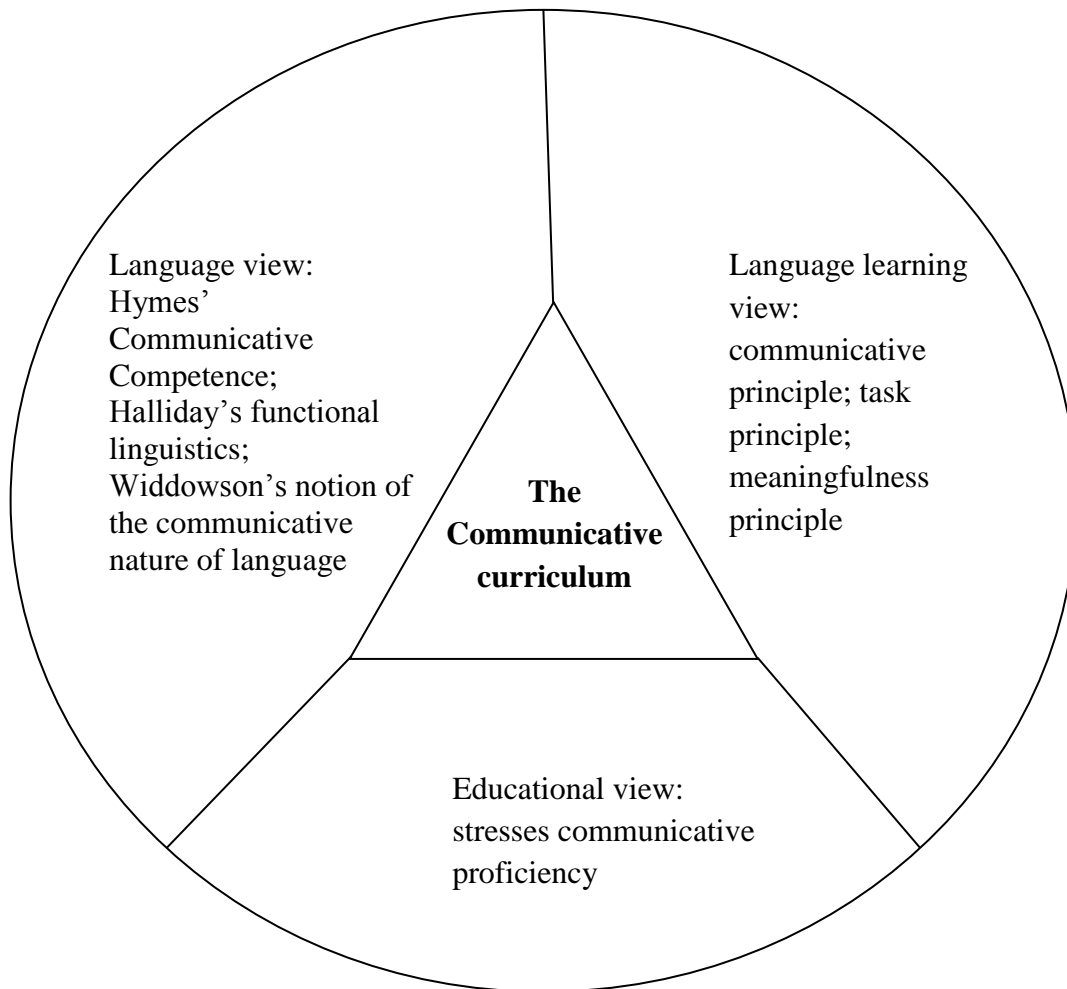 Language view:
Hymes’
Communicative
Competence;
Halliday’s functional
linguistics;
Widdowson’s notion of
the communicative
nature of language
Language learning
view:
communicative
principle; task
principle;
meaningfulness
principle
The
Communicative
curriculum
Educational view:
stresses communicative
proficiency